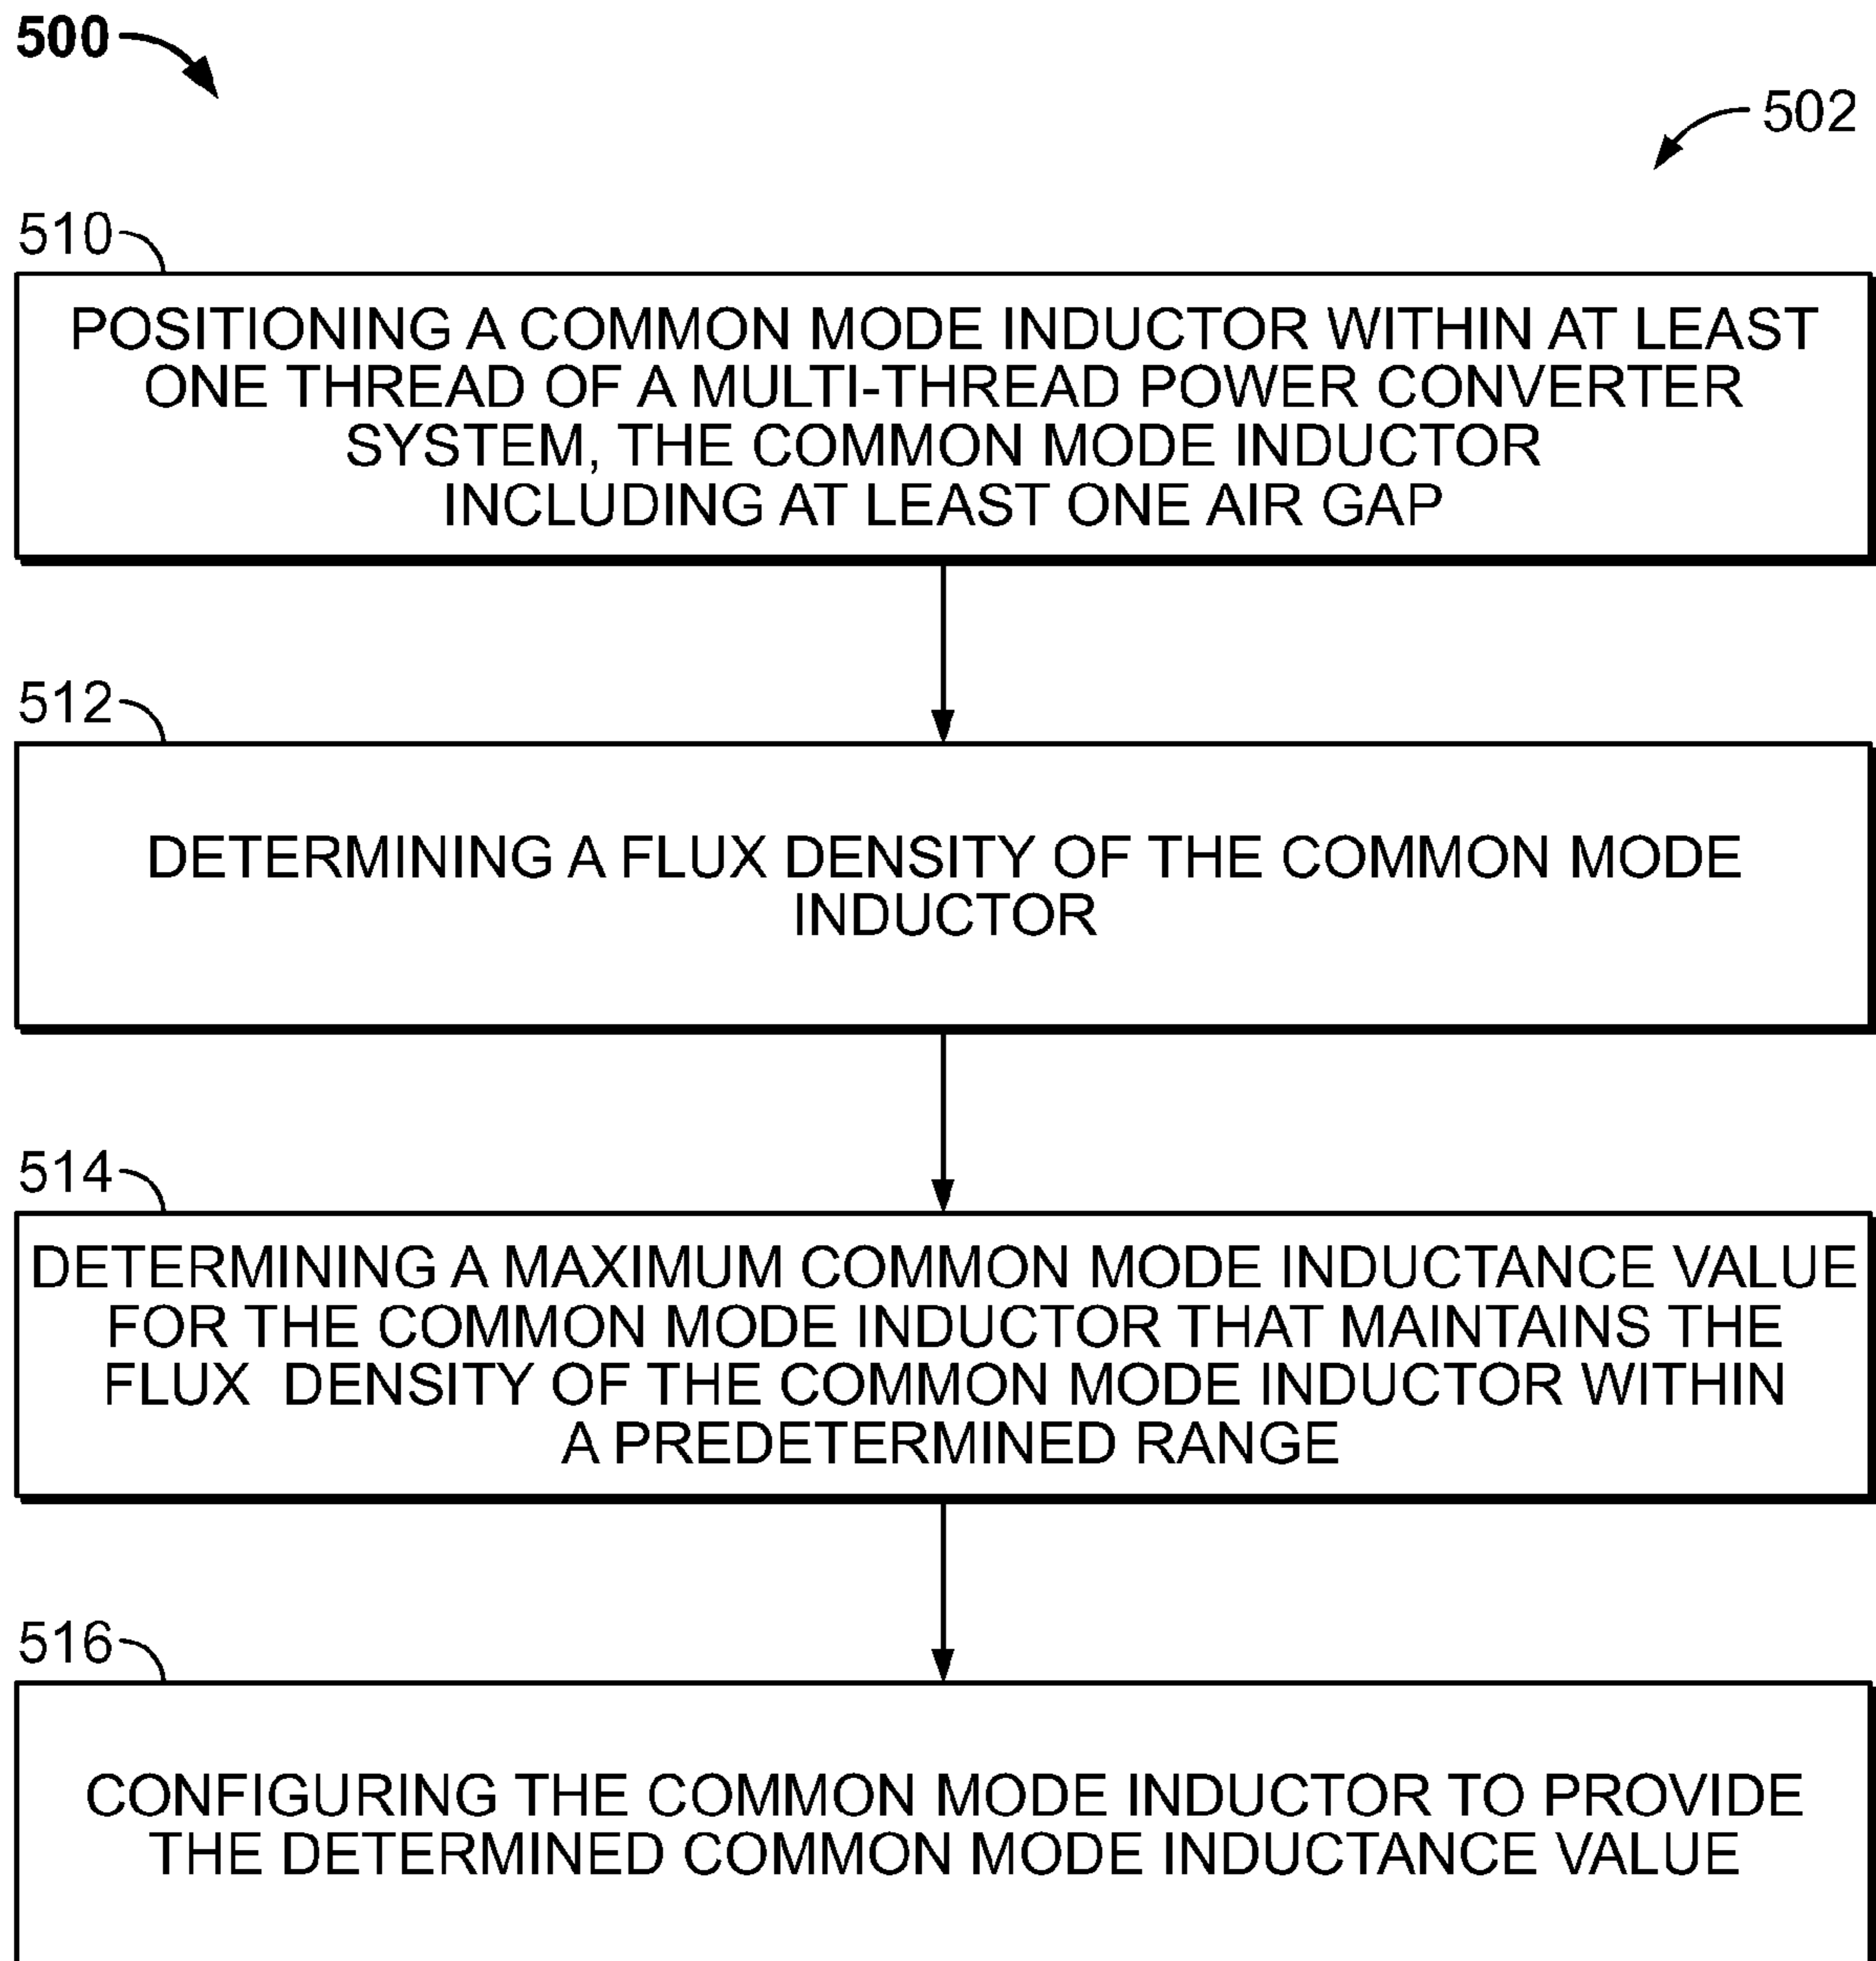 500
502
510
POSITIONING A COMMON MODE INDUCTOR WITHIN AT LEAST
ONE THREAD OF A MULTI-THREAD POWER CONVERTER
SYSTEM, THE COMMON MODE INDUCTOR
INCLUDING AT LEAST ONE AIR GAP
512
DETERMINING A FLUX DENSITY OF THE COMMON MODE
INDUCTOR
514
DETERMINING A MAXIMUM COMMON MODE INDUCTANCE VALUE
FOR THE COMMON MODE INDUCTOR THAT MAINTAINS THE
FLUX DENSITY OF THE COMMON MODE INDUCTOR WITHIN
A PREDETERMINED RANGE
516
CONFIGURING THE COMMON MODE INDUCTOR TO PROVIDE
THE DETERMINED COMMON MODE INDUCTANCE VALUE